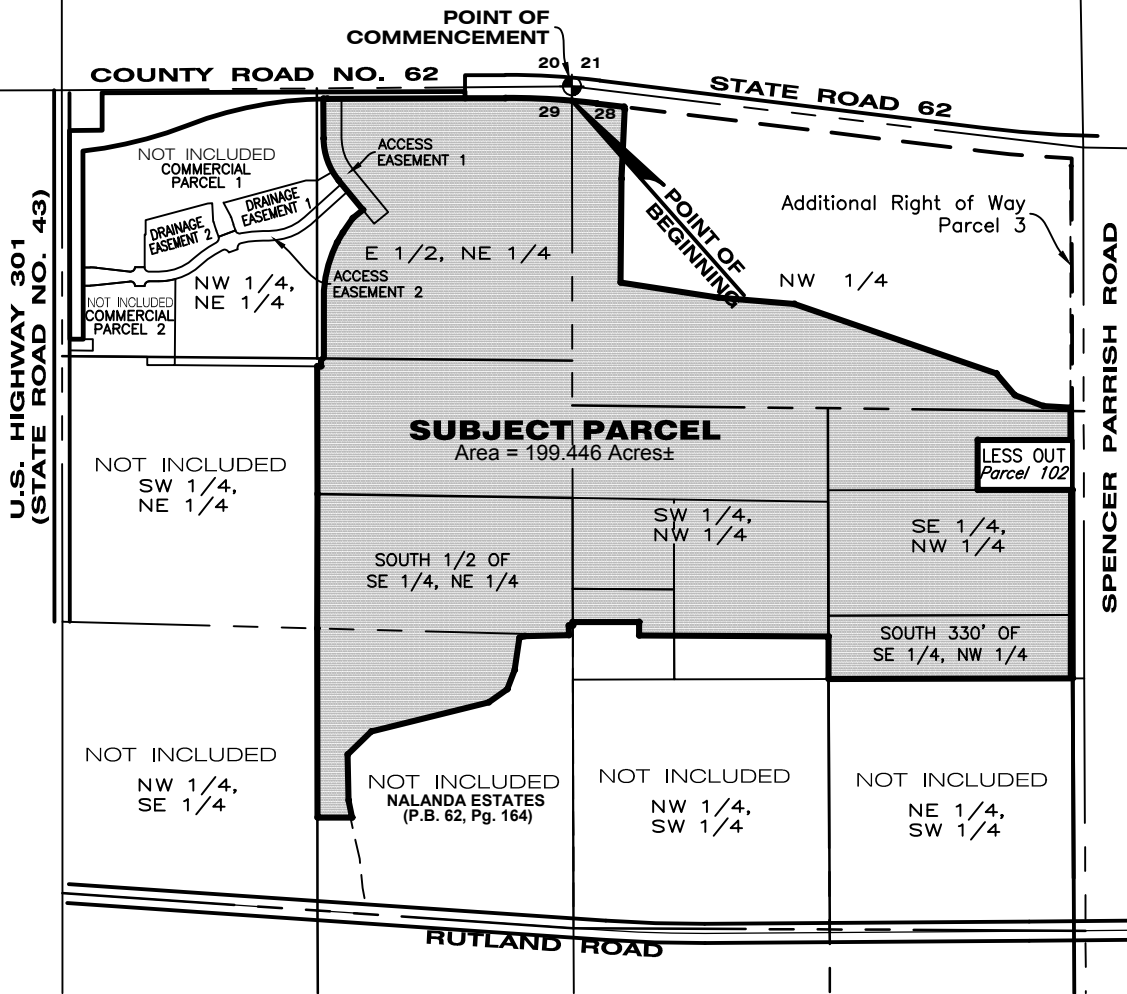 POINT OF
COMMENCEMENT
20 21
COUNTY ROAD NO. 62
STATE ROAD 62
29 28
ACCESS
EASEMENT 1
NOT INCLUDED
COMMERCIAL
PARCEL 1
DRAINAGE
EASEMENT 1
DRAINAGE
EASEMENT 2
POINT OF
BEGINNING
Additional Right of Way
Parcel 3
E 1/2, NE 1/4
NW 1/4
ACCESS
EASEMENT 2
NW 1/4,
NE 1/4
NOT INCLUDED
COMMERCIAL
PARCEL 2
U.S. HIGHWAY 301
(STATE ROAD NO. 43)
SPENCER PARRISH ROAD
SUBJECT PARCEL
Area = 199.446 Acres±
LESS OUT
Parcel 102
NOT INCLUDED
SW 1/4,
NE 1/4
SW 1/4,
NW 1/4
SE 1/4,
NW 1/4
SOUTH 1/2 OF
SE 1/4, NE 1/4
SOUTH 330' OF
SE 1/4, NW 1/4
NOT INCLUDED
NW 1/4,
SE 1/4
NOT INCLUDED
NALANDA ESTATES
(P.B. 62, Pg. 164)
NOT INCLUDED
NW 1/4,
SW 1/4
NOT INCLUDED
NE 1/4,
SW 1/4
RUTLAND ROAD